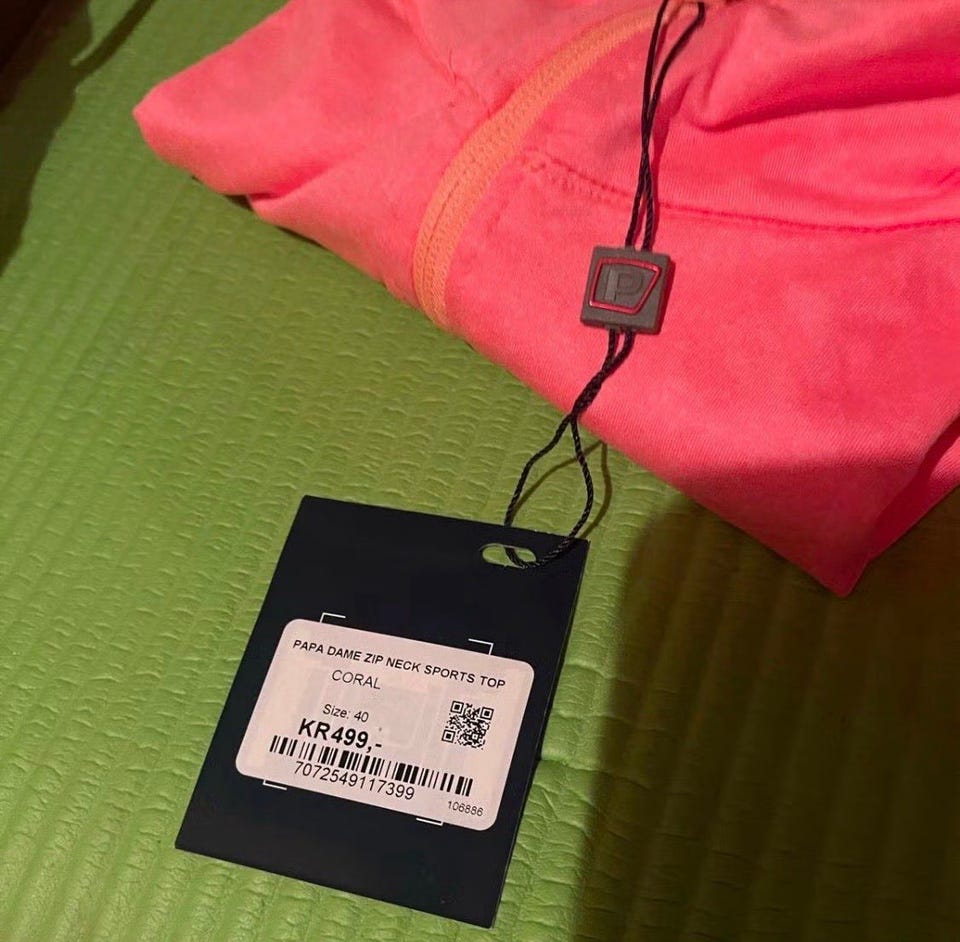 P
PAPA DAME ZIP NECK SPORTS TOP
CORAL
Size: 40
KR499,-
7072549117399
106886